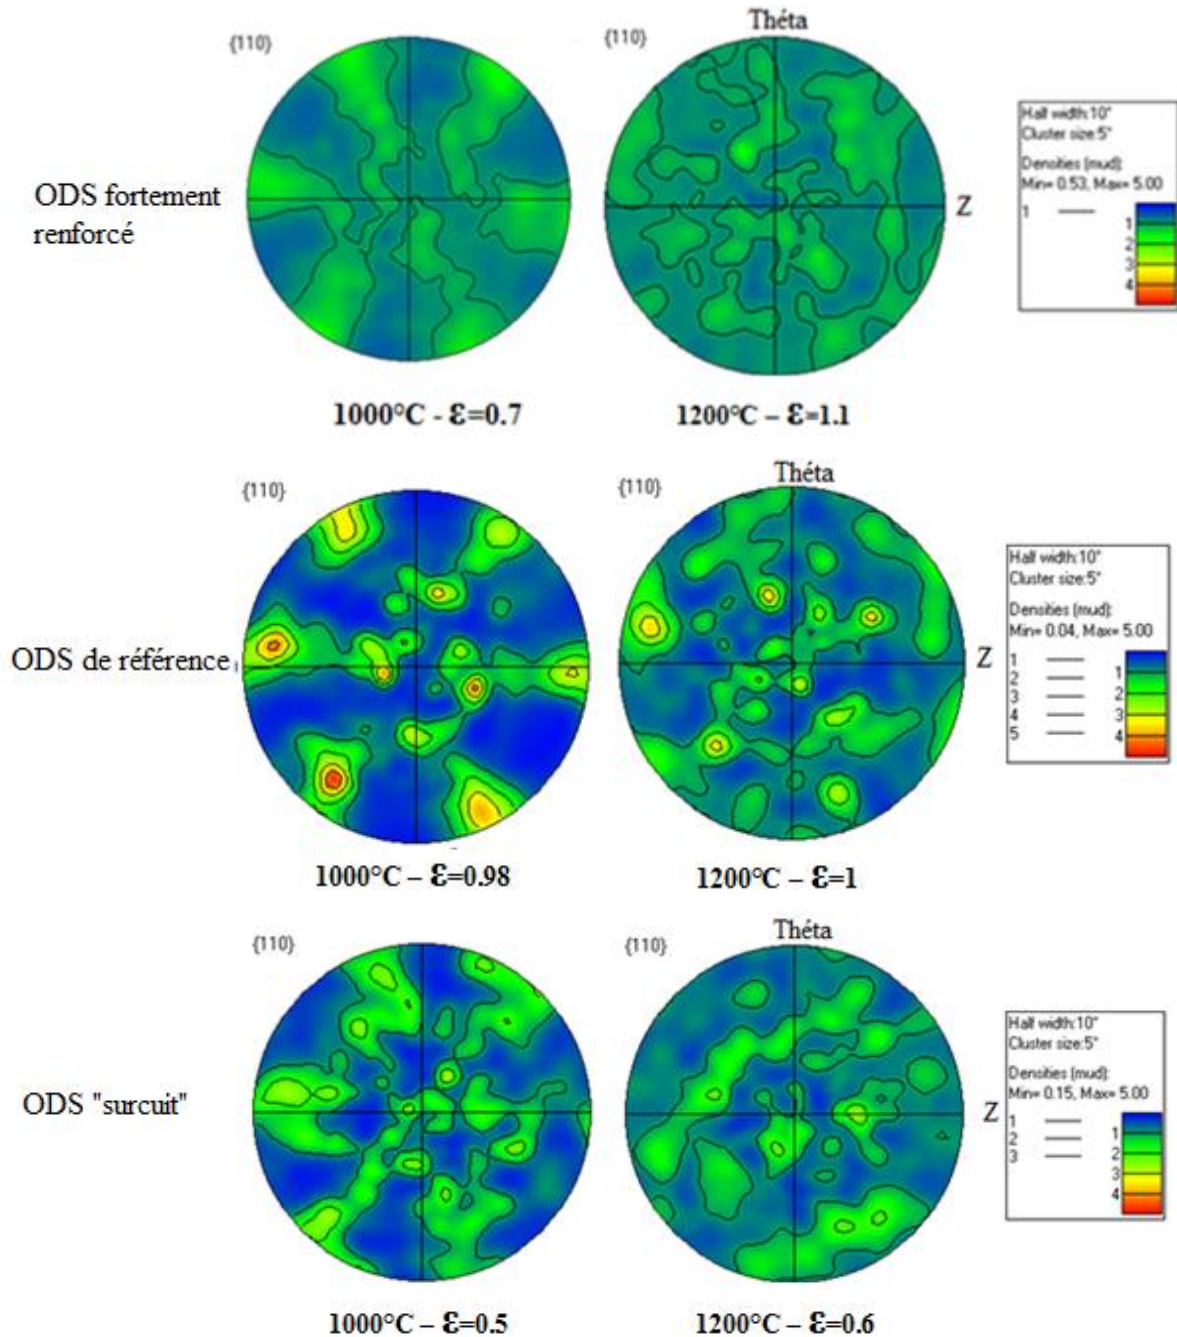 {110}
{110}
Théta
Z
ODS fortement
renforcé
Half width:10°
Cluster size:5°
Densities (mud):
Min= 0.53, Max= 5.00
1
1
2
3
4
1000°C - ε=0.7
1200°C – ε=1.1
{110}
{110}
Théta
Z
ODS de référence
Half width:10°
Cluster size:5°
Densities (mud):
Min= 0.04, Max= 5.00
1
2
3
4
5
1
2
3
4
1000°C – ε=0.98
1200°C – ε=1
{110}
{110}
Théta
Z
ODS "surcuit"
Half width:10°
Cluster size:5°
Densities (mud):
Min= 0.15, Max= 5.00
1
2
3
1
2
3
4
1000°C – ε=0.5
1200°C – ε=0.6